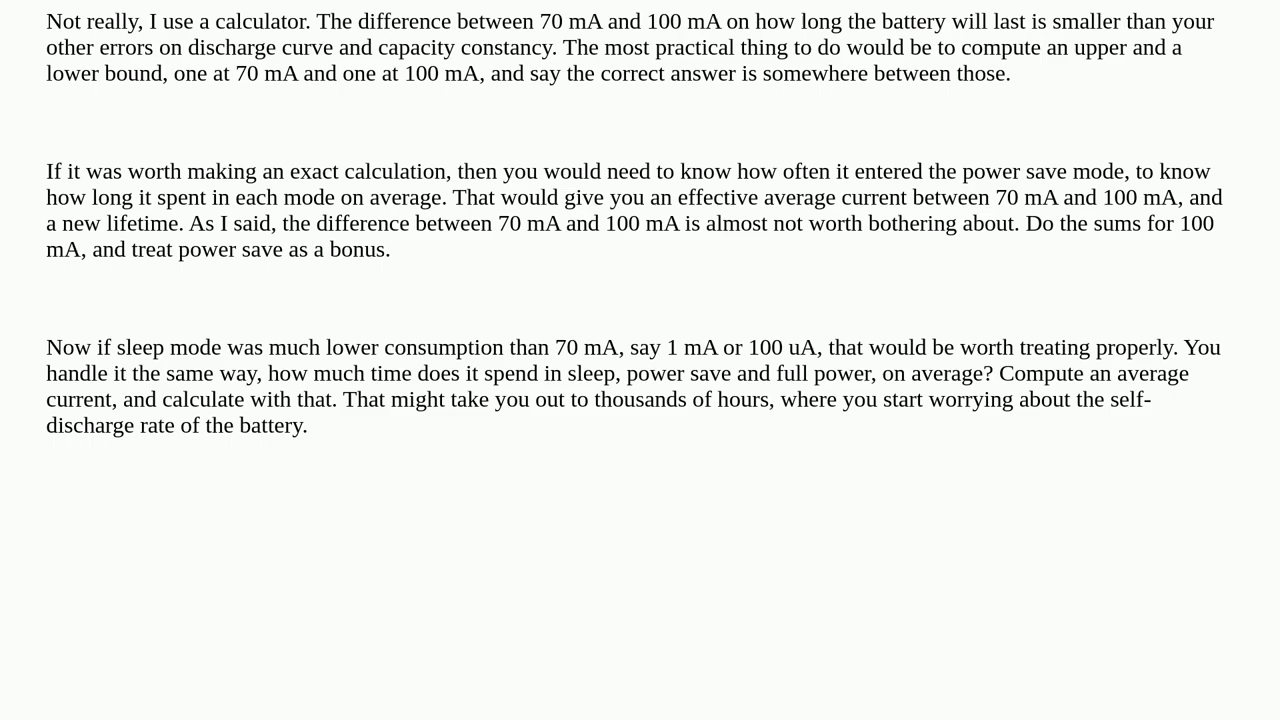 Not really, I use a calculator. The difference between 70 mA and 100 mA on how long the battery will last is smaller than your
other errors on discharge curve and capacity constancy. The most practical thing to do would be to compute an upper and a
lower bound, one at 70 mA and one at 100 mA, and say the correct answer is somewhere between those.
If it was worth making an exact calculation, then you would need to know how often it entered the power save mode, to know
how long it spent in each mode on average. That would give you an effective average current between 70 mA and 100 mA, and
a new lifetime. As I said, the difference between 70 mA and 100 mA is almost not worth bothering about. Do the sums for 100
mA, and treat power save as a bonus.
Now if sleep mode was much lower consumption than 70 mA, say 1 mA or 100 uA, that would be worth treating properly. You
handle it the same way, how much time does it spend in sleep, power save and full power, on average? Compute an average
current, and calculate with that. That might take you out to thousands of hours, where you start worrying about the self-
discharge rate of the battery.